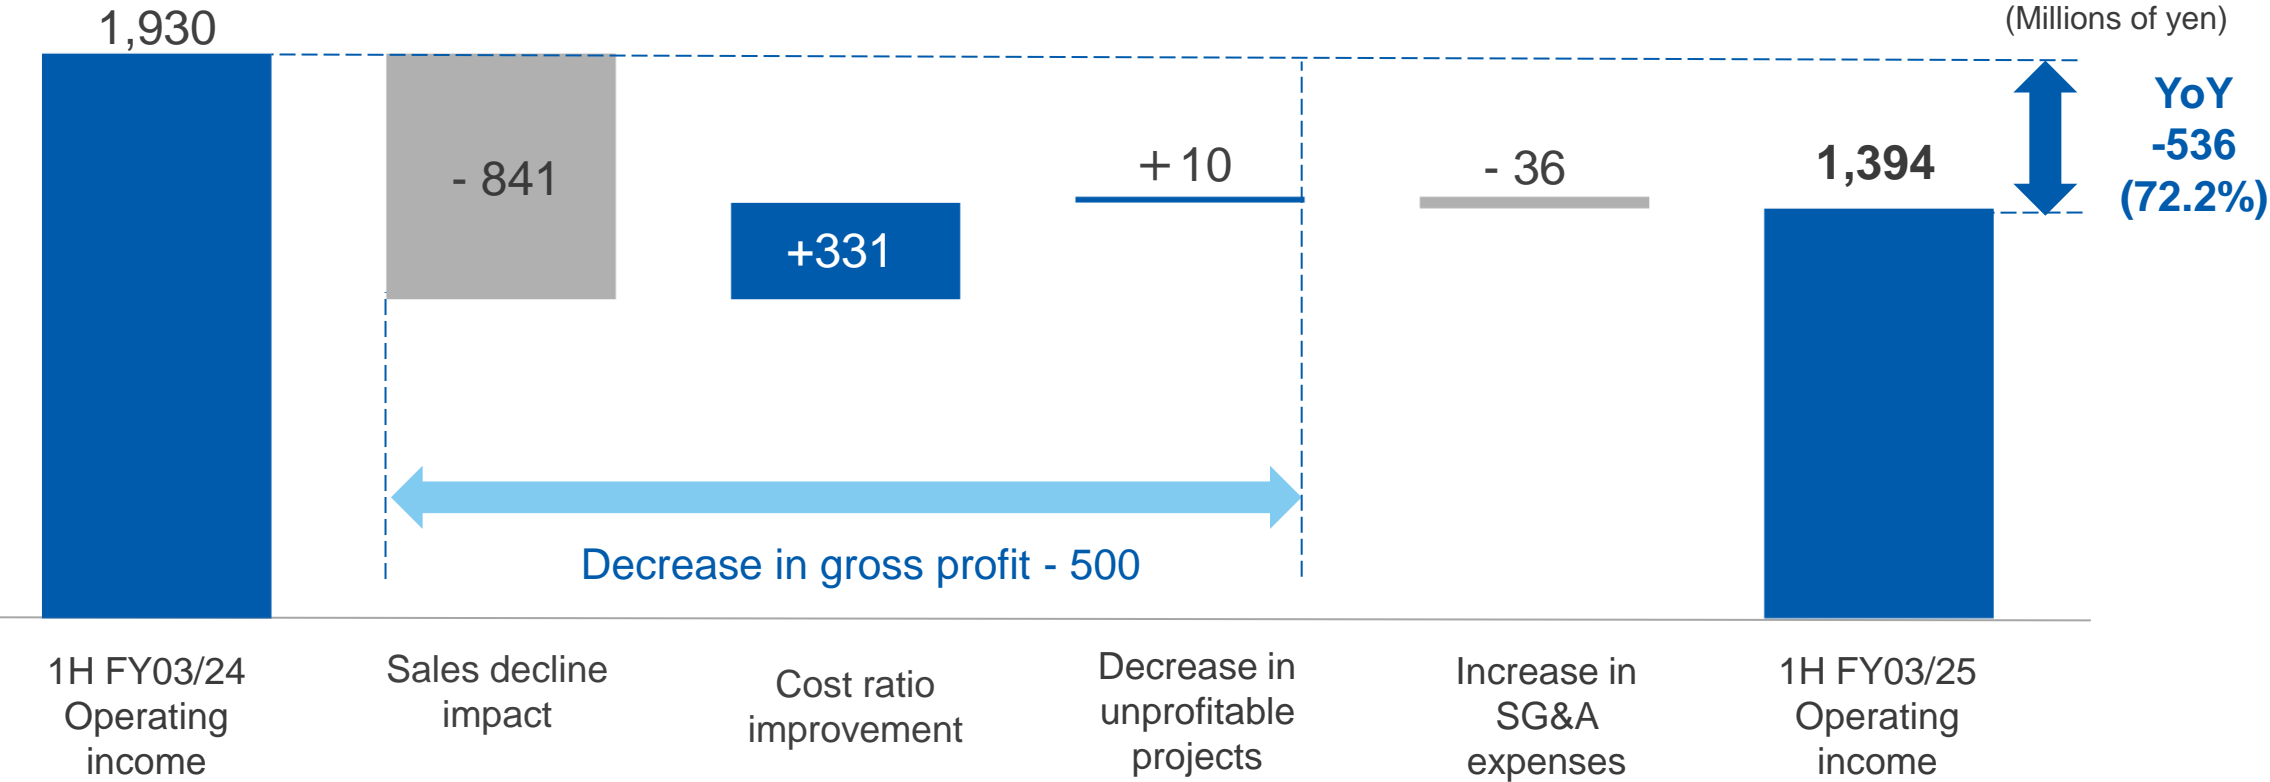 (Millions of yen)
1,930
- 841
+331
+10
- 36
1,394
YoY
-536
(72.2%)
Decrease in gross profit - 500
1H FY03/24
Operating
income
Sales decline
impact
Cost ratio
improvement
Decrease in
unprofitable
projects
Increase in
SG&A
expenses
1H FY03/25
Operating
income